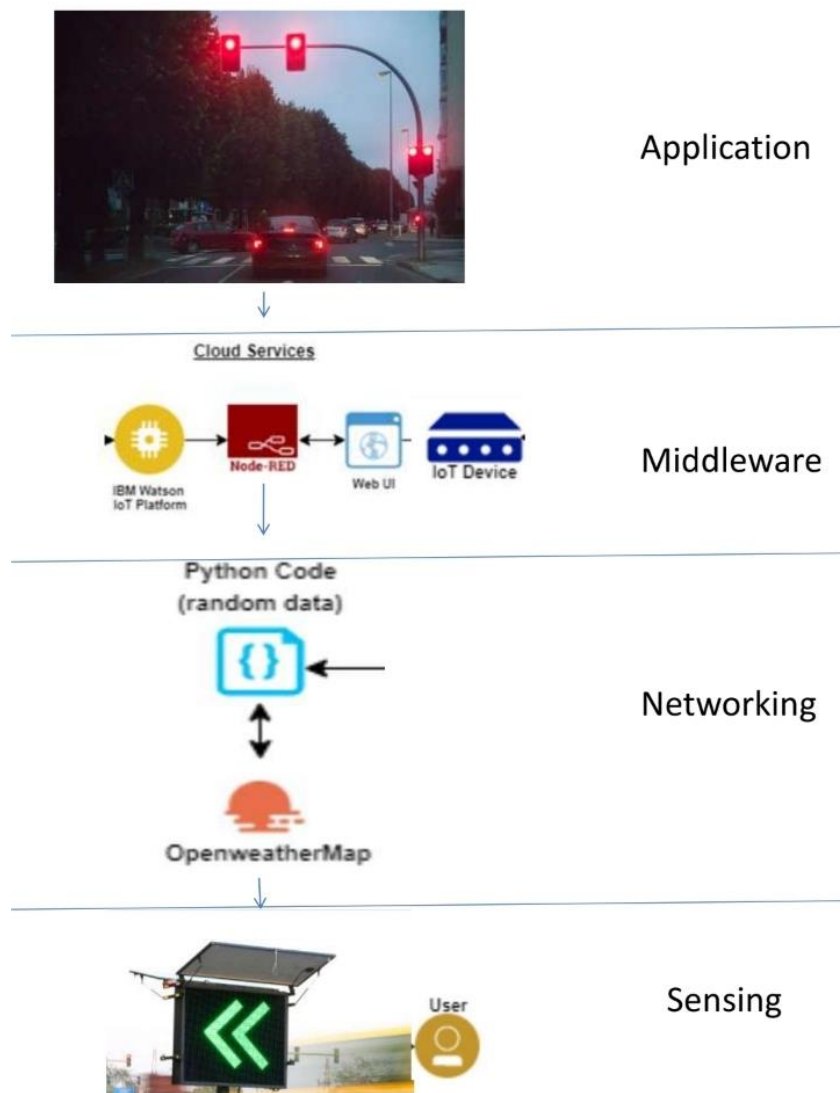 Application
Cloud Services
IBM Watson
IoT Platform
Node-RED
Web UI
IoT Device
Middleware
Python Code
(random data)
{}
OpenweatherMap
Networking
User
Sensing